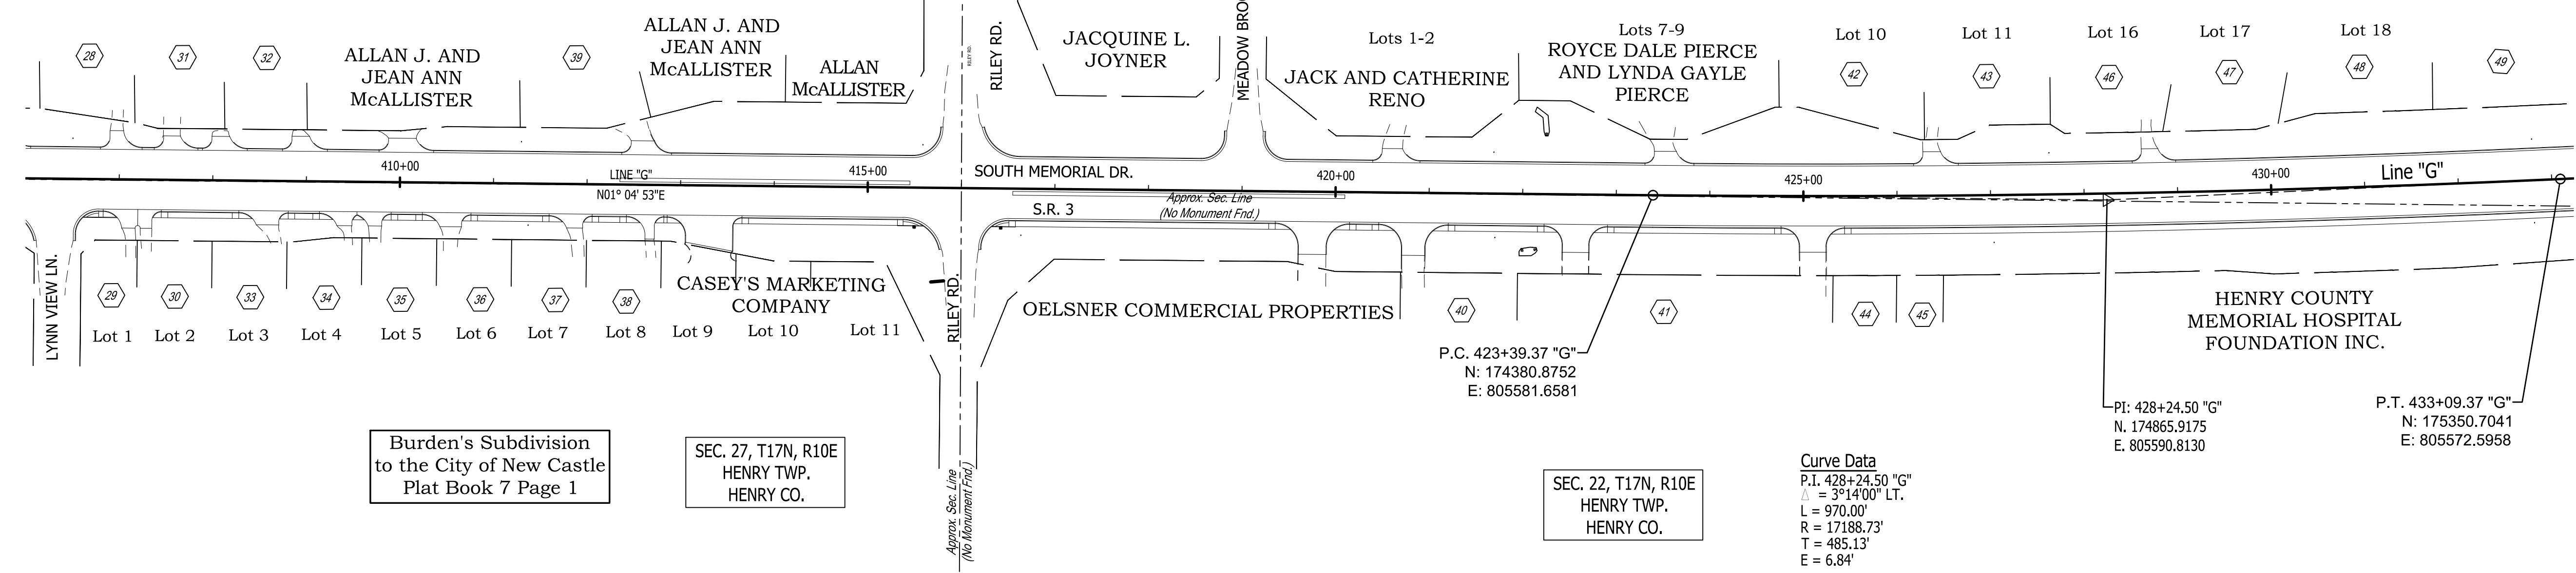 28
31
32
ALLAN J. AND
JEAN ANN
McALLISTER
39
ALLAN J. AND
JEAN ANN
McALLISTER
ALLAN
McALLISTER
RILEY RD.
RILEY RD.
JACQUINE L.
JOYNER
MEADOW BROO
Lots 1-2
JACK AND CATHERINE
RENO
Lots 7-9
ROYCE DALE PIERCE
AND LYNDA GAYLE
PIERCE
Lot 10
42
Lot 11
43
Lot 16
46
Lot 17
47
Lot 18
48
49
410+00
LINE "G"
N01° 04' 53"E
415+00
SOUTH MEMORIAL DR.
S.R. 3
Approx. Sec. Line
(No Monument Fnd.)
420+00
425+00
430+00
Line "G"
LYNN VIEW LN.
29
30
33
34
35
36
37
38
Lot 1
Lot 2
Lot 3
Lot 4
Lot 5
Lot 6
Lot 7
Lot 8
Lot 9
Lot 10
Lot 11
CASEY'S MARKETING
COMPANY
RILEY RD.
OELSNER COMMERCIAL PROPERTIES
40
41
44
45
HENRY COUNTY
MEMORIAL HOSPITAL
FOUNDATION INC.
P.C. 423+39.37 "G"
N: 174380.8752
E: 805581.6581
PI: 428+24.50 "G"
N. 174865.9175
E. 805590.8130
P.T. 433+09.37 "G"
N: 175350.7041
E: 805572.5958
Burden's Subdivision
to the City of New Castle
Plat Book 7 Page 1
SEC. 27, T17N, R10E
HENRY TWP.
HENRY CO.
Approx. Sec. Line
(No Monument Fnd.)
SEC. 22, T17N, R10E
HENRY TWP.
HENRY CO.
Curve Data
P.I. 428+24.50 "G"
Δ = 3°14'00" LT.
L = 970.00'
R = 17188.73'
T = 485.13'
E = 6.84'